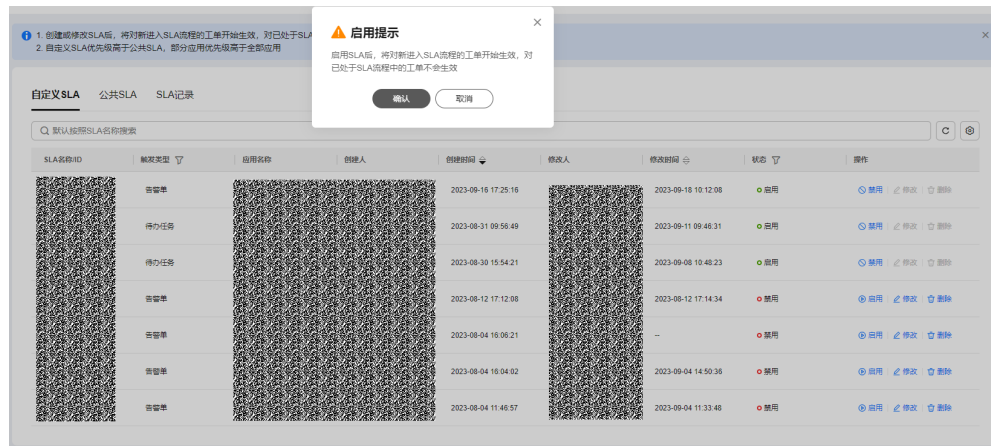 1. 创建或修改SLA后，将对新进入SLA流程的工单开始生效，对已处于SLA
2. 自定义SLA优先级高于公共SLA，部分应用优先级高于全部应用
启用提示
启用SLA后，将对新进入SLA流程的工单开始生效，对
已处于SLA流程中的工单不会生效
确认 取消
自定义SLA 公共SLA SLA记录
默认按照SLA名称搜索
SLA名称/ID 触发类型 应用名称 创建人 创建时间 修改人 修改时间 状态 操作
告警单 2023-09-16 17:25:16 2023-09-18 10:12:08 启用 禁用 修改 删除
待办任务 2023-08-31 09:56:49 2023-09-11 09:46:31 启用 禁用 修改 删除
待办任务 2023-08-30 15:54:21 2023-09-08 10:48:23 启用 禁用 修改 删除
告警单 2023-08-12 17:12:08 2023-08-12 17:14:34 禁用 启用 修改 删除
告警单 2023-08-04 16:06:21 -- 禁用 启用 修改 删除
告警单 2023-08-04 16:04:02 2023-09-04 14:50:36 禁用 启用 修改 删除
告警单 2023-08-04 11:46:57 2023-09-04 11:33:48 禁用 启用 修改 删除